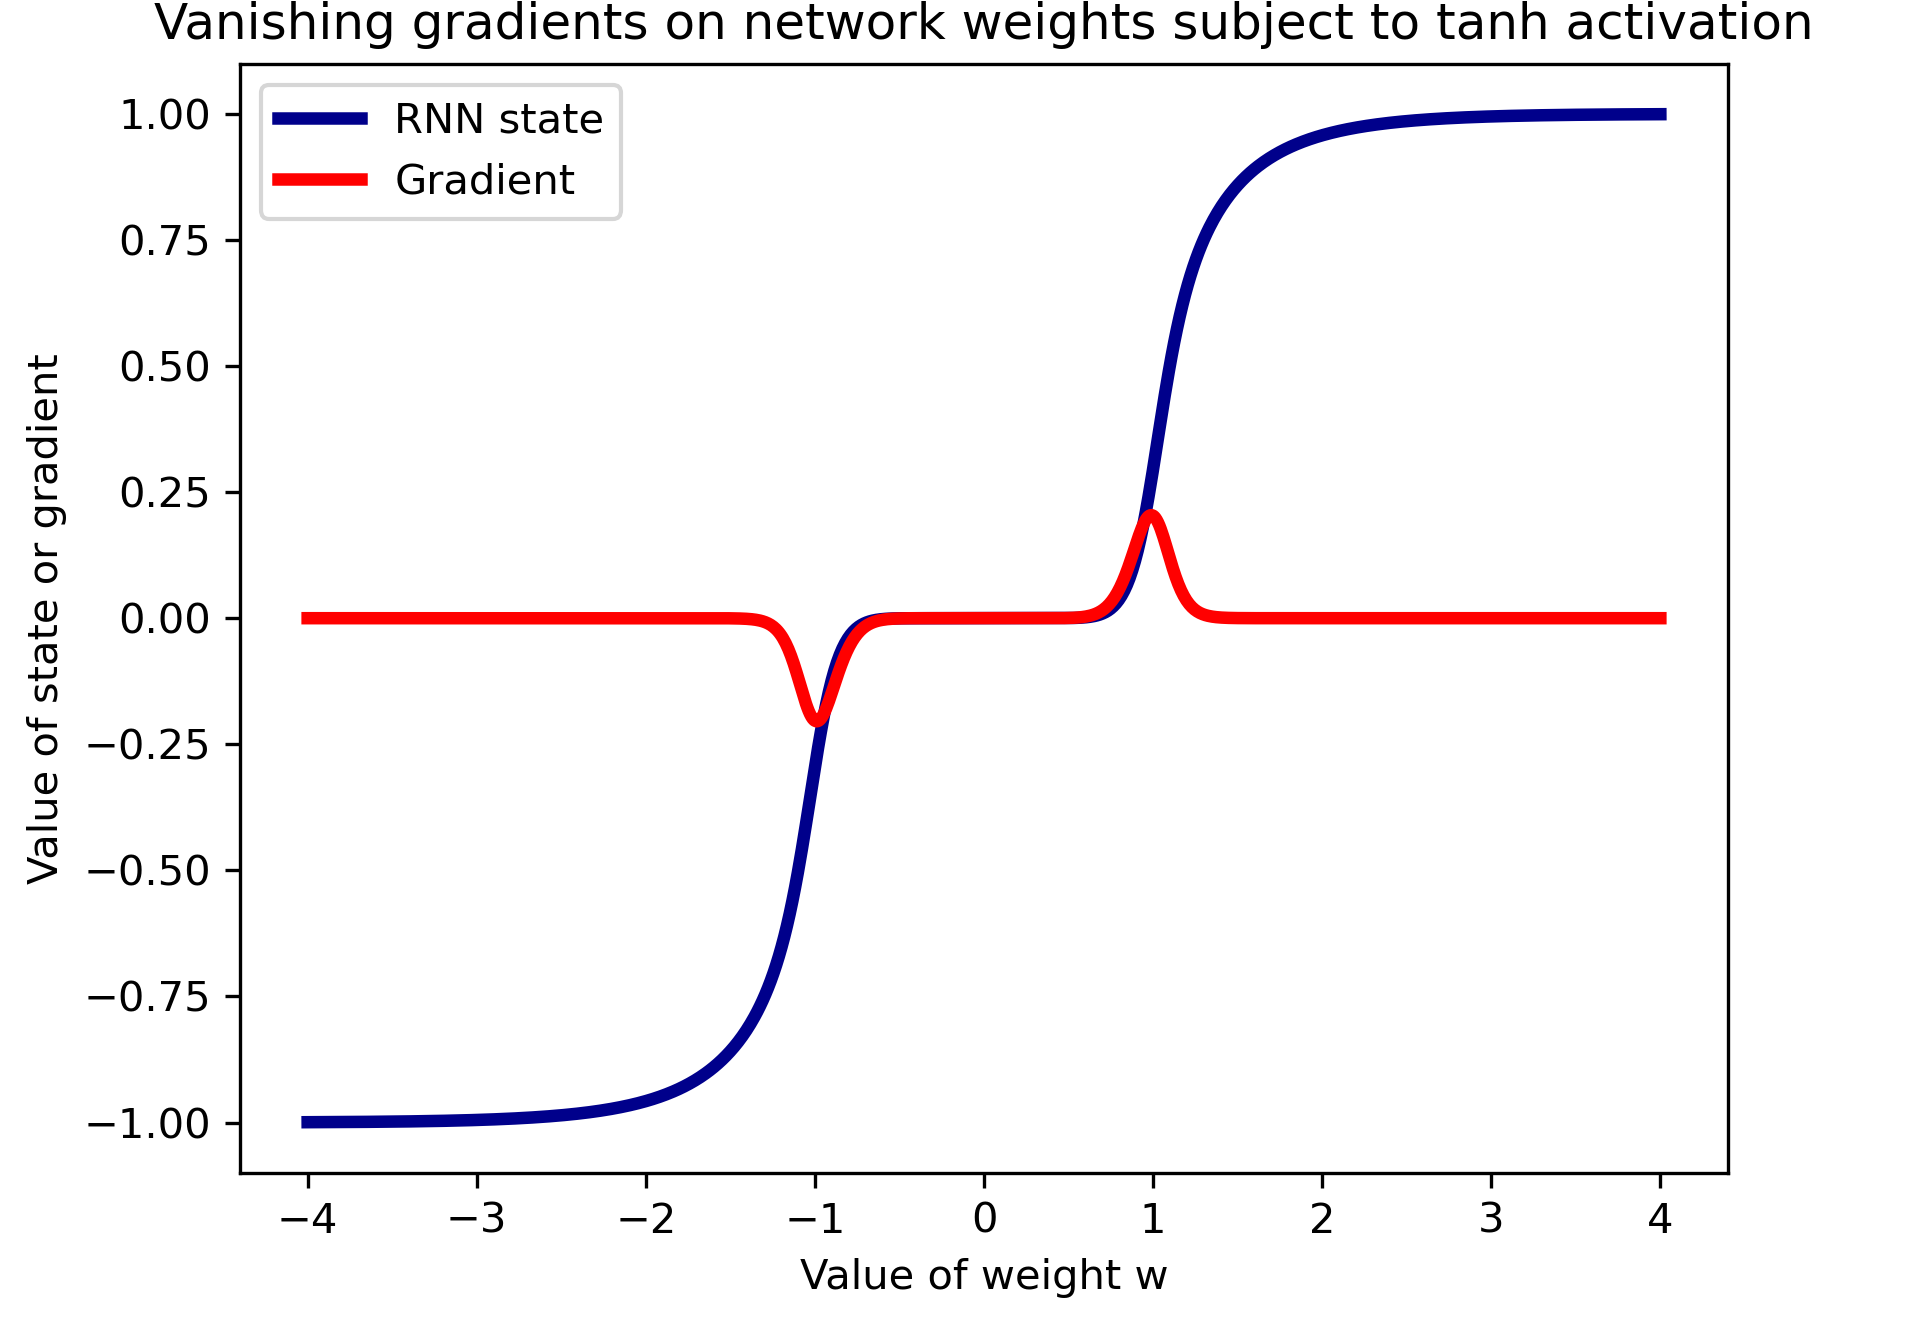 Vanishing gradients on network weights subject to tanh activation
RNN state
Gradient
1.00
0.75
0.50
0.25
0.00
−0.25
−0.50
−0.75
−1.00
Value of state or gradient
−4 −3 −2 −1 0 1 2 3 4
Value of weight w